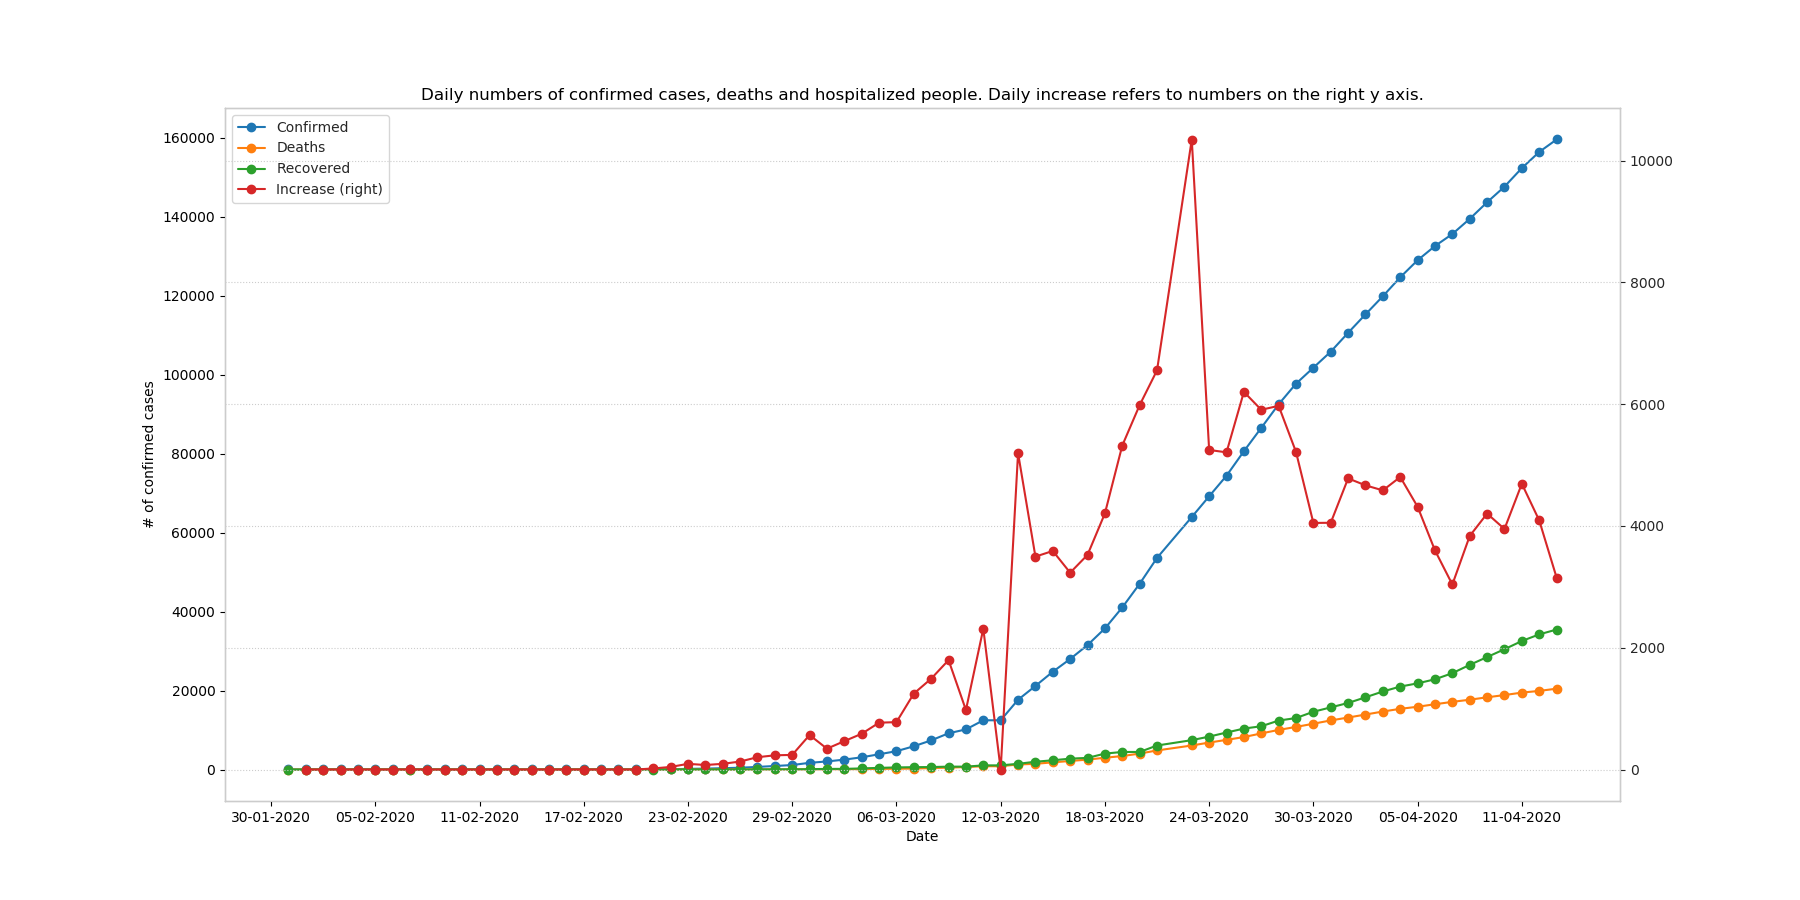 Daily numbers of confirmed cases, deaths and hospitalized people. Daily increase refers to numbers on the right y axis.
Confirmed
Deaths
Recovered
Increase (right)
160000
140000
120000
100000
80000
60000
40000
20000
0
# of confirmed cases
10000
8000
6000
4000
2000
0
30-01-2020 05-02-2020 11-02-2020 17-02-2020 23-02-2020 29-02-2020 06-03-2020 12-03-2020 18-03-2020 24-03-2020 30-03-2020 05-04-2020 11-04-2020
Date